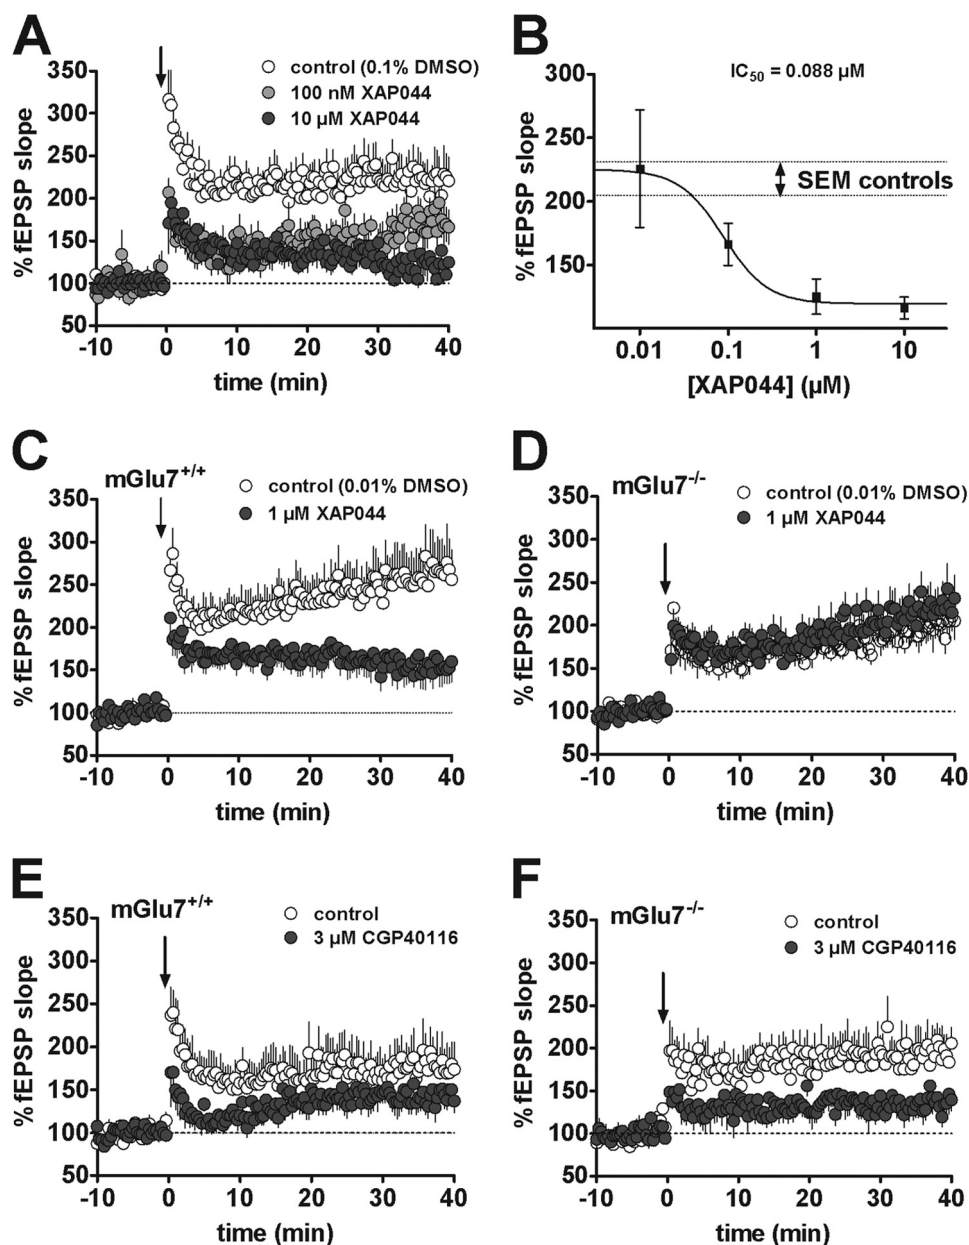 A
350
300
250
200
150
100
50
%fEPSP slope
control (0.1% DMSO)
100 nM XAP044
10 µM XAP044
-10 0 10 20 30 40
time (min)
B
IC50 = 0.088 µM
300
250
200
150
%fEPSP slope
SEM controls
0.01 0.1 1 10
[XAP044] (µM)
C
mGlu7+/+
control (0.01% DMSO)
1 µM XAP044
350
300
250
200
150
100
50
%fEPSP slope
-10 0 10 20 30 40
time (min)
D
mGlu7-/-
control (0.01% DMSO)
1 µM XAP044
350
300
250
200
150
100
50
%fEPSP slope
-10 0 10 20 30 40
time (min)
E
mGlu7+/+
control
3 µM CGP40116
350
300
250
200
150
100
50
%fEPSP slope
-10 0 10 20 30 40
time (min)
F
mGlu7-/-
control
3 µM CGP40116
350
300
250
200
150
100
50
%fEPSP slope
-10 0 10 20 30 40
time (min)